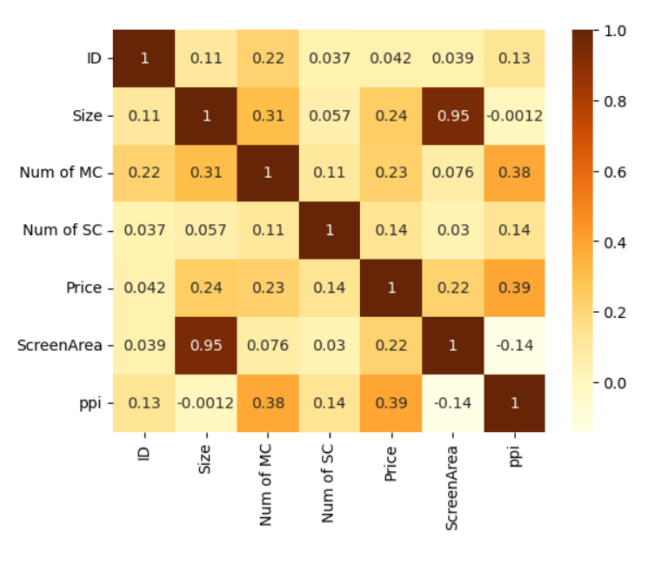 ID 1 0.11 0.22 0.037 0.042 0.039 0.13
Size 0.11 1 0.31 0.057 0.24 0.95 -0.0012
Num of MC 0.22 0.31 1 0.11 0.23 0.076 0.38
Num of SC 0.037 0.057 0.11 1 0.14 0.03 0.14
Price 0.042 0.24 0.23 0.14 1 0.22 0.39
ScreenArea 0.039 0.95 0.076 0.03 0.22 1 -0.14
ppi 0.13 -0.0012 0.38 0.14 0.39 -0.14 1
ID
Size
Num of MC
Num of SC
Price
ScreenArea
ppi
1.0
0.8
0.6
0.4
0.2
0.0